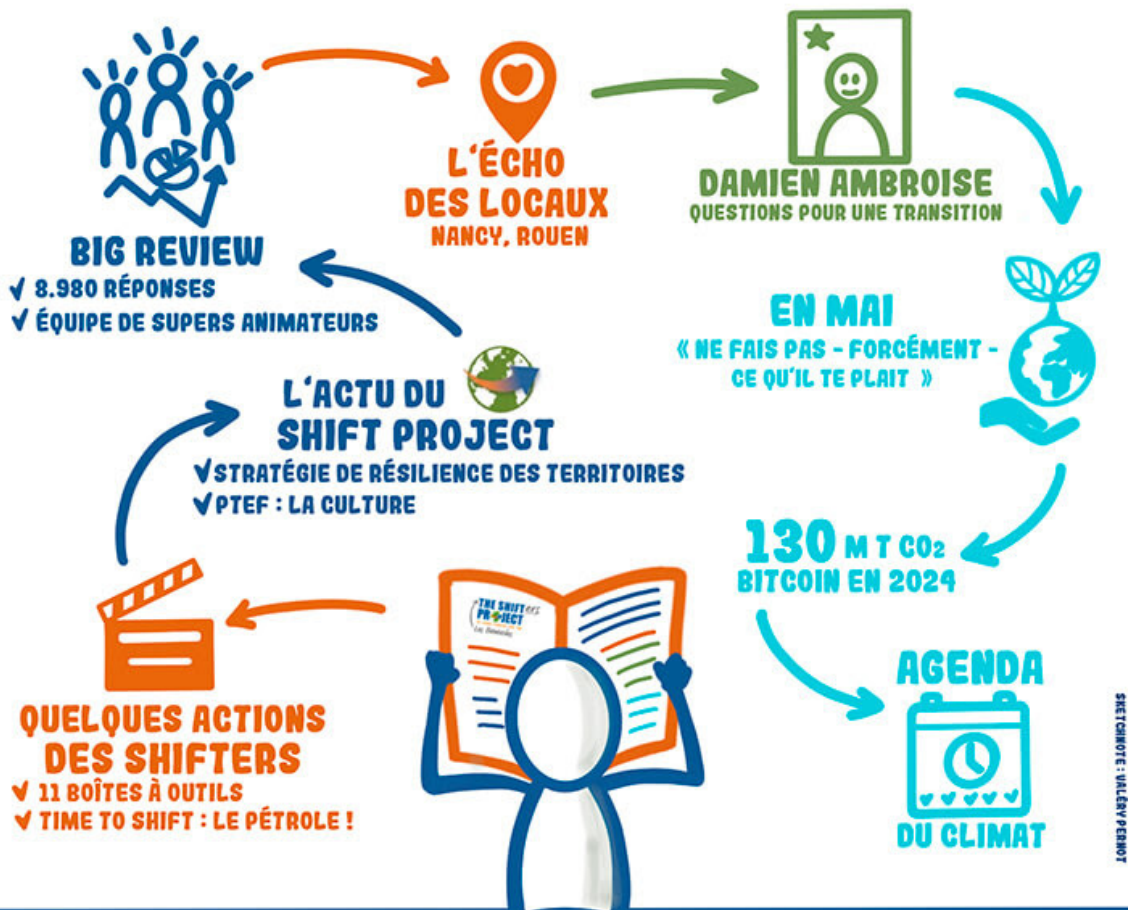 QUELQUES ACTIONS
DES SHIFTERS
✓ 11 BOÎTES À OUTILS
✓ TIME TO SHIFT : LE PÉTROLE !
L'ACTU DU
SHIFT PROJECT
✓ STRATÉGIE DE RÉSILIENCE DES TERRITOIRES
✓ PTEF : LA CULTURE
BIG REVIEW
✓ 8.980 RÉPONSES
✓ ÉQUIPE DE SUPERS ANIMATEURS
L'ÉCHO
DES LOCAUX
NANCY, ROUEN
DAMIEN AMBROISE
QUESTIONS POUR UNE TRANSITION
EN MAI
« NE FAIS PAS - FORCÉMENT -
CE QU'IL TE PLAIT »
130 M T CO₂
BITCOIN EN 2024
AGENDA
DU CLIMAT
THE SHIFTers
PROJECT
SKETCHNOTE : VALÉRY PERNOT